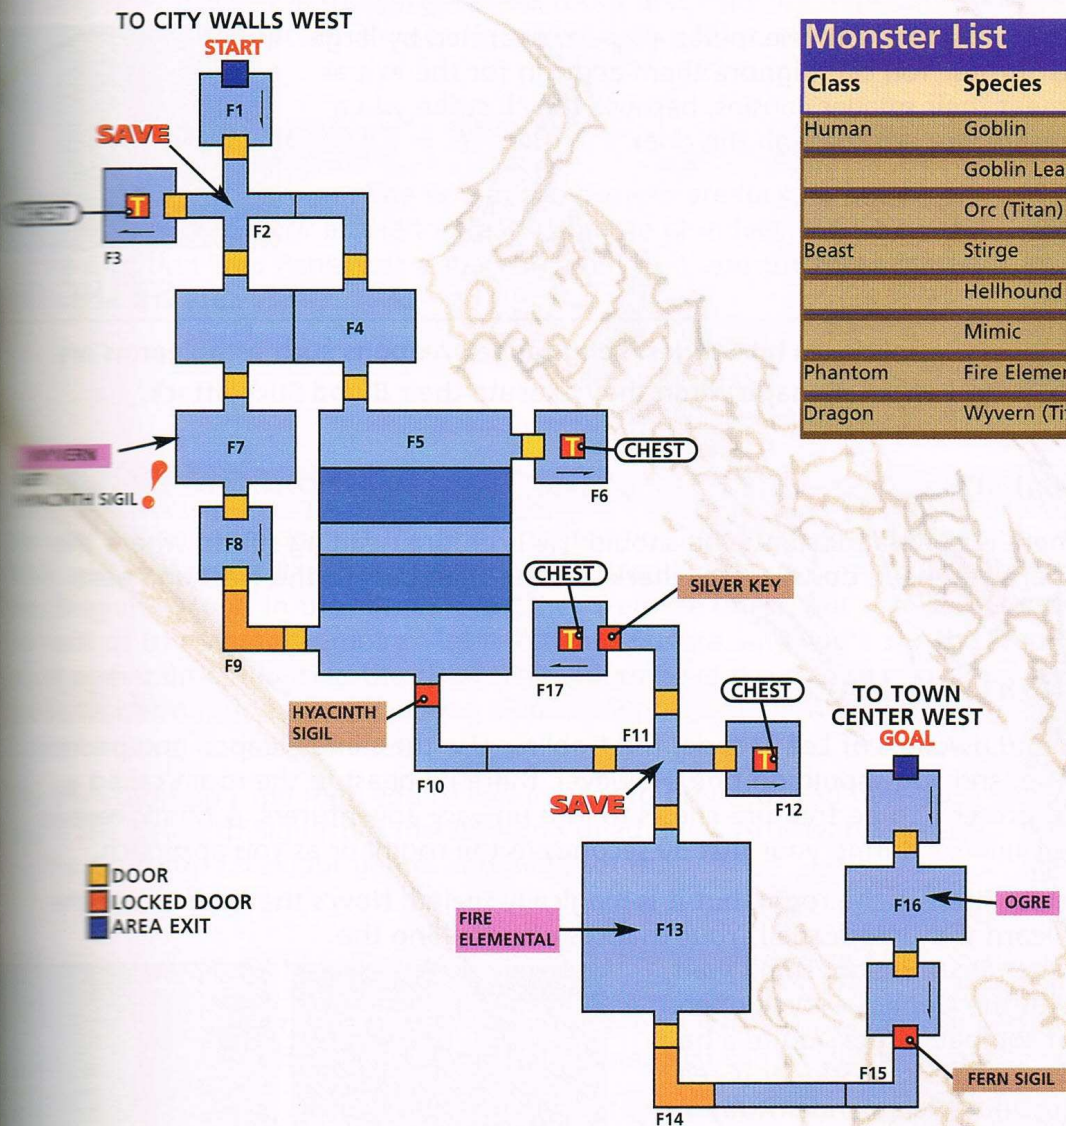 TO CITY WALLS WEST
START
F1
SAVE
T
CHEST
F2
F3
F4
F5
T
CHEST
F6
F7
WYVERN
HYACINTH SIGIL
!
F8
F9
CHEST
SILVER KEY
T
F17
HYACINTH
SIGIL
F10
F11
CHEST
T
F12
SAVE
TO TOWN
CENTER WEST
GOAL
FIRE
ELEMENTAL
F13
F16
OGRE
F15
FERN SIGIL
F14
DOOR
LOCKED DOOR
AREA EXIT
Monster List
Class Species
Human Goblin
Goblin Lea
Orc (Titan)
Beast Stirge
Hellhound
Mimic
Phantom Fire Elemen
Dragon Wyvern (Ti